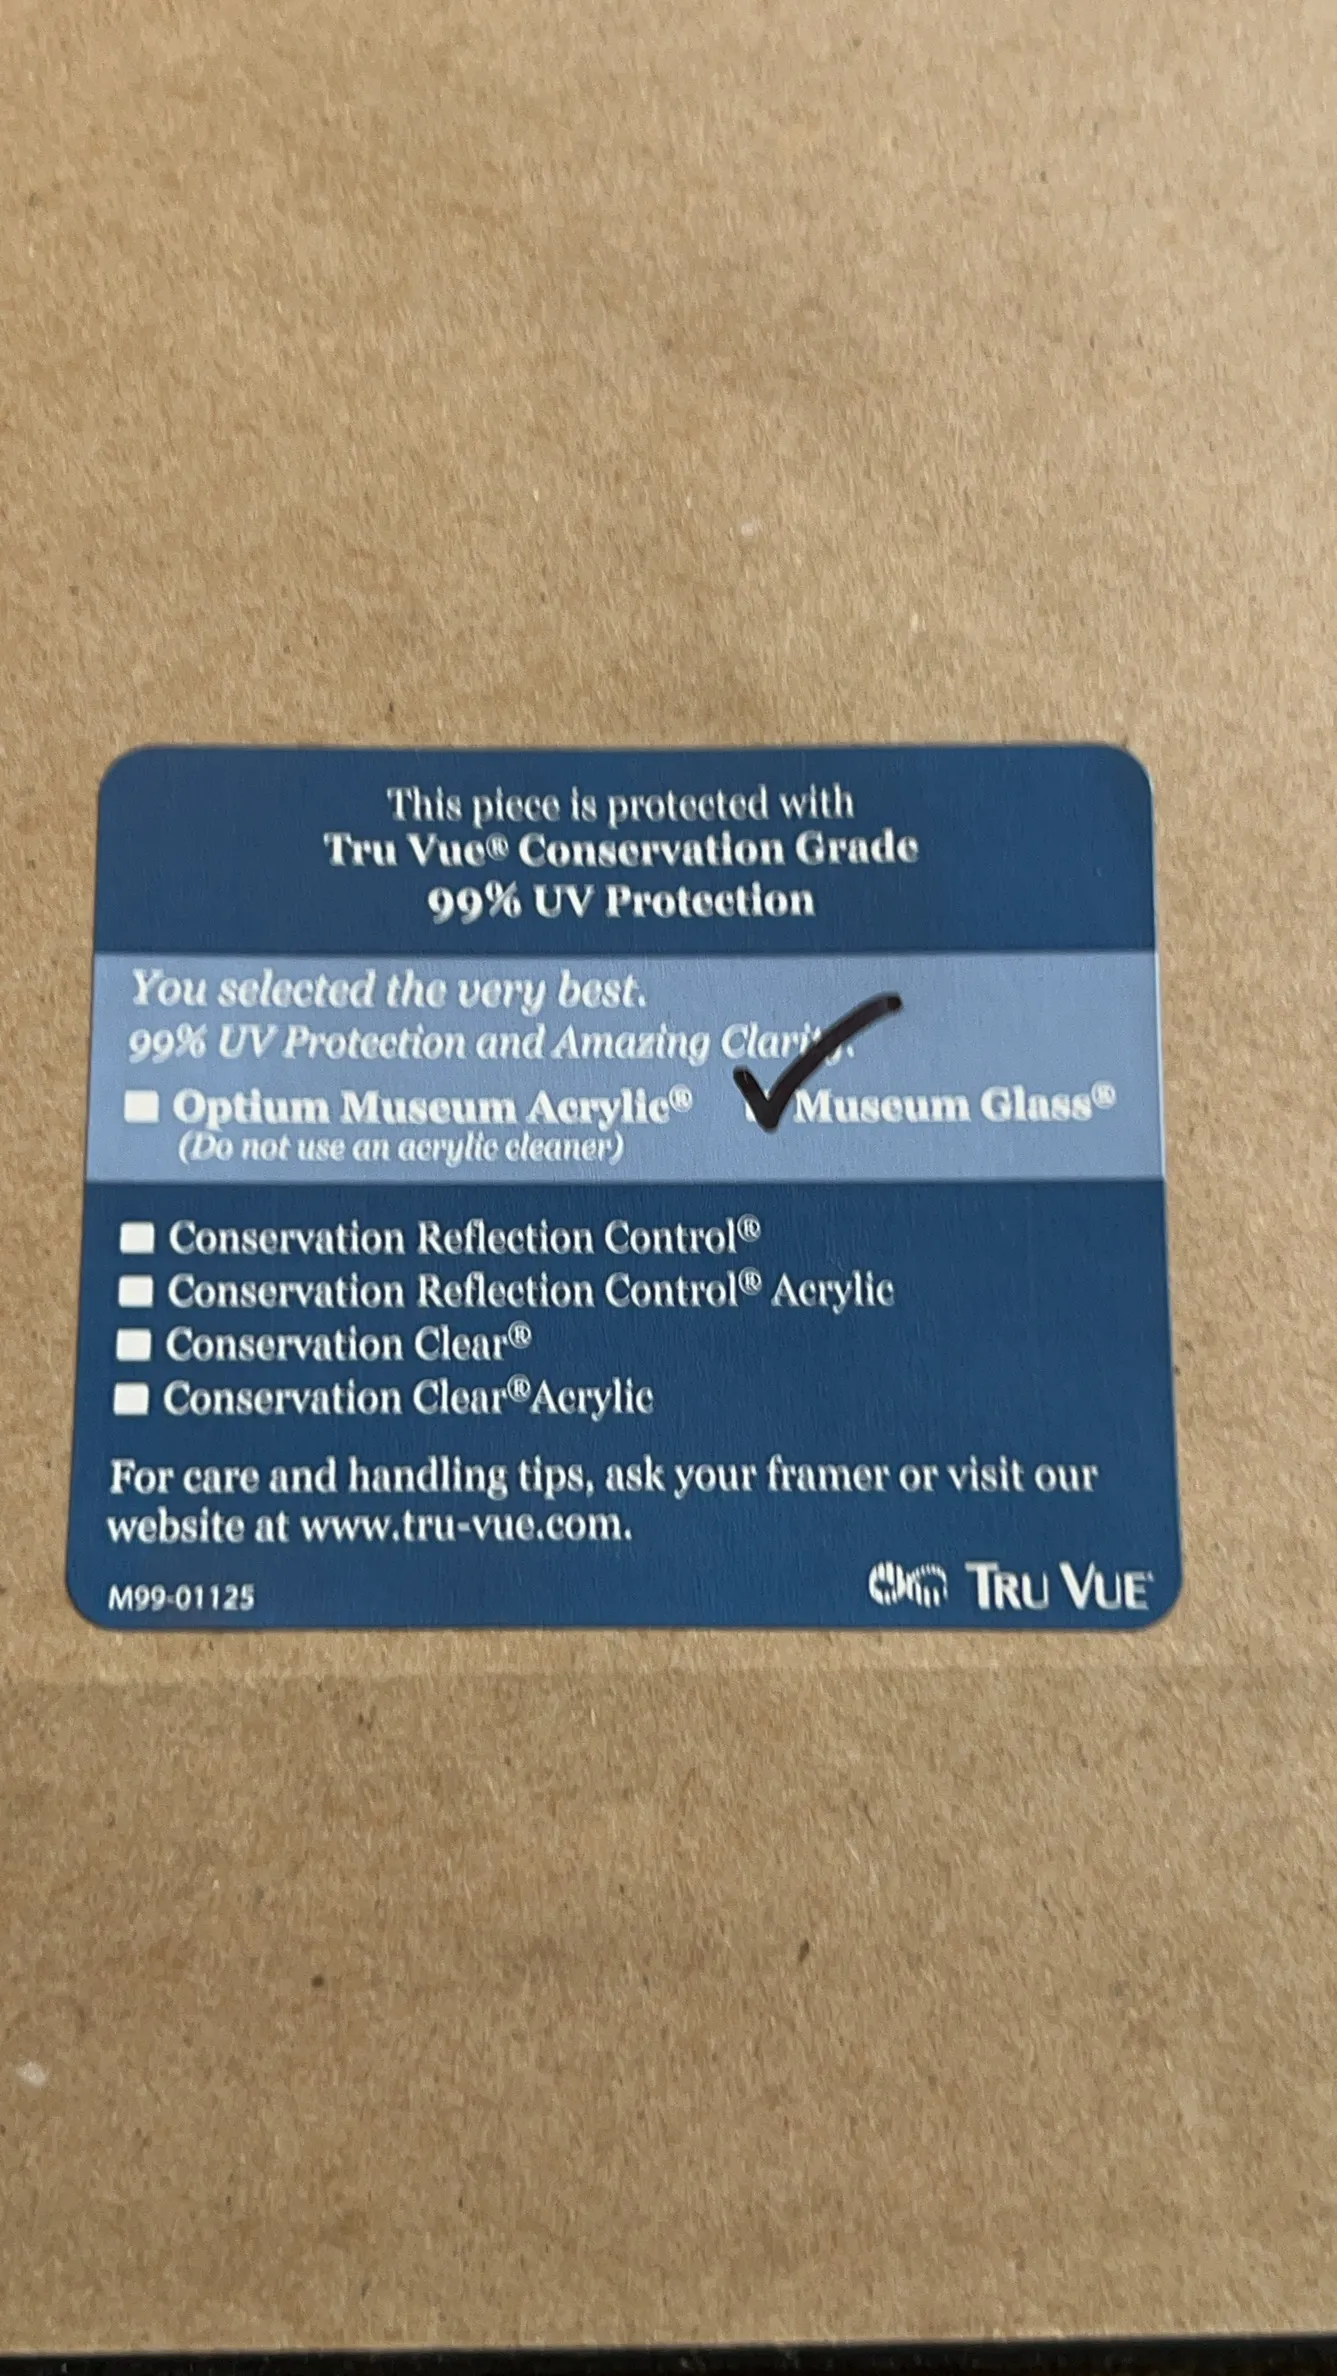 This piece is protected with
Tru Vue® Conservation Grade
99% UV Protection
You selected the very best.
99% UV Protection and Amazing Clarity.
Optium Museum Acrylic® Museum Glass®
(Do not use an acrylic cleaner)
Conservation Reflection Control®
Conservation Reflection Control® Acrylic
Conservation Clear®
Conservation Clear® Acrylic
For care and handling tips, ask your framer or visit our
website at www.tru-vue.com.
M99-01125 TRU VUE